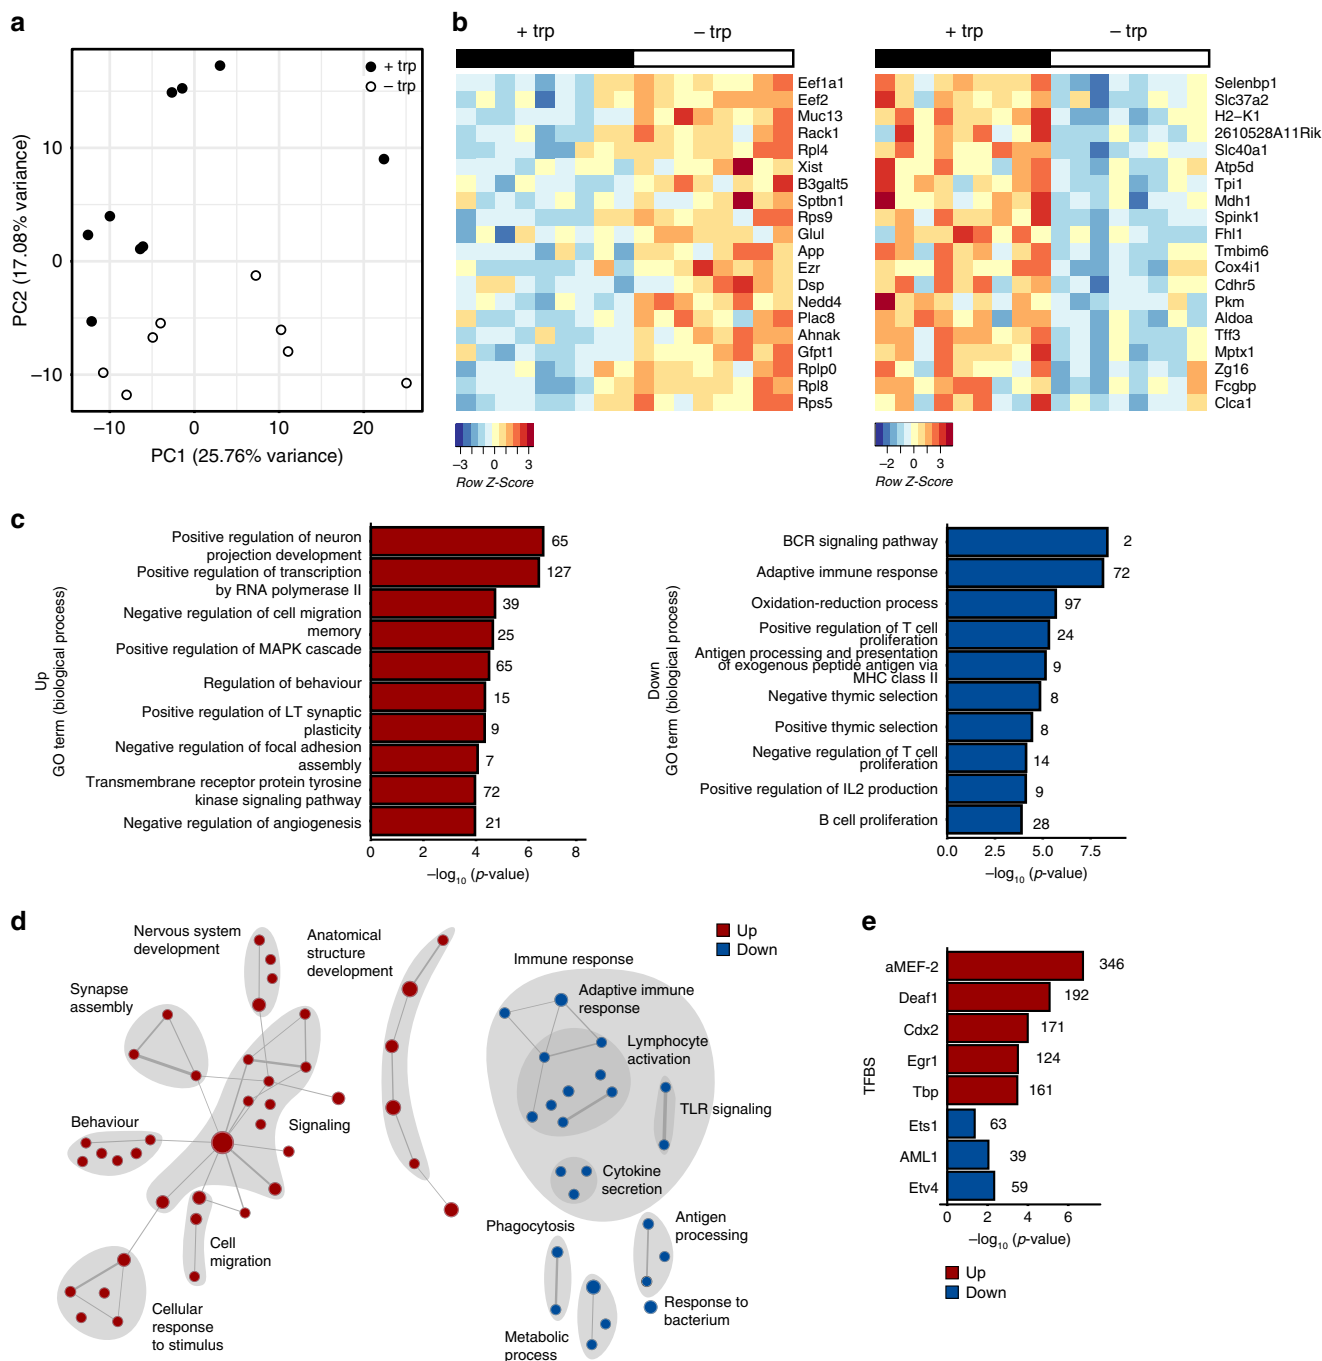 a
+ trp
– trp
10
0
–10
–10
0
10
20
PC2 (17.08% variance)
PC1 (25.76% variance)
b
+ trp
– trp
Eef1a1
Eef2
Muc13
Rack1
Rpl4
Xist
B3galt5
Sptbn1
Rps9
Glul
App
Ezr
Dsp
Nedd4
Plac8
Ahnak
Gfpt1
Rplp0
Rpl8
Rps5
–3
0
3
Row Z-Score
+ trp
– trp
Selenbp1
Slc37a2
H2–K1
2610528A11Rik
Slc40a1
Atp5d
Tpi1
Mdh1
Spink1
Fhl1
Tmbim6
Cox4i1
Cdhr5
Pkm
Aldoa
Tff3
Mptx1
Zg16
Fcgbp
Clca1
–2
0
3
Row Z-Score
c
Up
GO term (biological process)
Positive regulation of neuron
projection development
Positive regulation of transcription
by RNA polymerase II
Negative regulation of cell migration
memory
Positive regulation of MAPK cascade
Regulation of behaviour
Positive regulation of LT synaptic
plasticity
Negative regulation of focal adhesion
assembly
Transmembrane receptor protein tyrosine
kinase signaling pathway
Negative regulation of angiogenesis
65
127
39
25
65
15
9
7
72
21
0
2
4
6
8
–log10 (p-value)
Down
GO term (biological process)
BCR signaling pathway
Adaptive immune response
Oxidation-reduction process
Positive regulation of T cell
proliferation
Antigen processing and presentation
of exogenous peptide antigen via
MHC class II
Negative thymic selection
Positive thymic selection
Negative regulation of T cell
proliferation
Positive regulation of IL2 production
B cell proliferation
2
72
97
24
9
8
8
14
9
28
0.0
2.5
5.0
7.5
–log10 (p-value)
d
Up
Down
Nervous system
development
Anatomical
structure
development
Synapse
assembly
Behaviour
Signaling
Cell
migration
Cellular
response
to stimulus
Immune response
Adaptive immune
response
Lymphocyte
activation
TLR signaling
Cytokine
secretion
Phagocytosis
Antigen
processing
Response to
bacterium
Metabolic
process
e
TFBS
aMEF-2
Deaf1
Cdx2
Egr1
Tbp
Ets1
AML1
Etv4
346
192
171
124
161
63
39
59
0
2
4
6
–log10 (p-value)
Up
Down